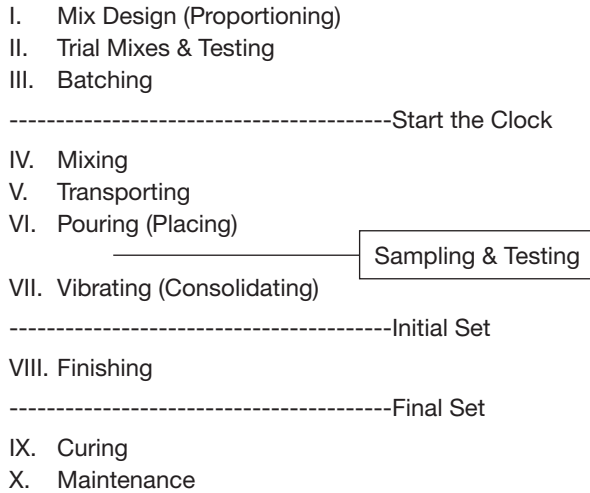 I. Mix Design (Proportioning)
II. Trial Mixes & Testing
III. Batching
Start the Clock
IV. Mixing
V. Transporting
VI. Pouring (Placing)
Sampling & Testing
VII. Vibrating (Consolidating)
Initial Set
VIII. Finishing
Final Set
IX. Curing
X. Maintenance